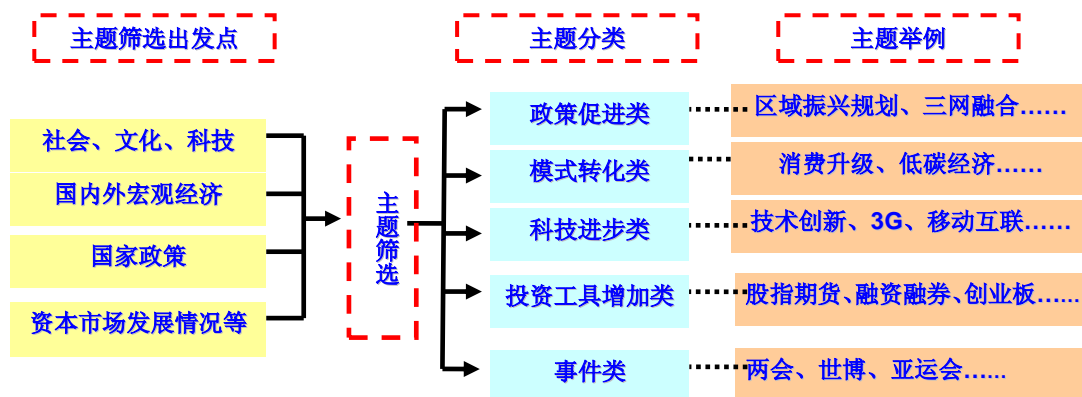 主题筛选出发点
主题分类
主题举例
社会、文化、科技
国内外宏观经济
国家政策
资本市场发展情况等
主题筛选
政策促进类
模式转化类
科技进步类
投资工具增加类
事件类
区域振兴规划、三网融合……
消费升级、低碳经济……
技术创新、3G、移动互联……
股指期货、融资融券、创业板……
两会、世博、亚运会……